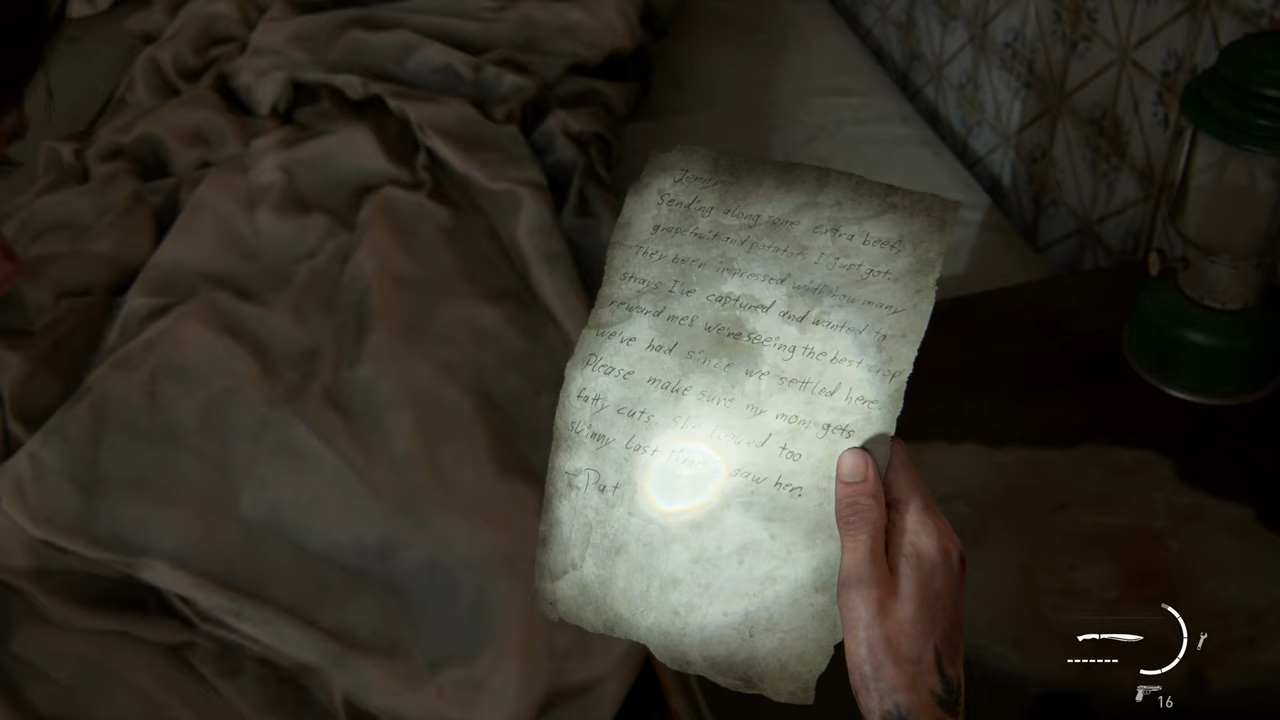 Jenny-
Sending along some extra beef,
grapefruit and potatoes I just got.
They been impressed with how many
strays I've captured and wanted to
reward me! We're seeing the best crop
we've had since we settled here.
Please make sure my mom gets
fatty cuts. She looked too
skinny last time I saw her.
-Pat
16